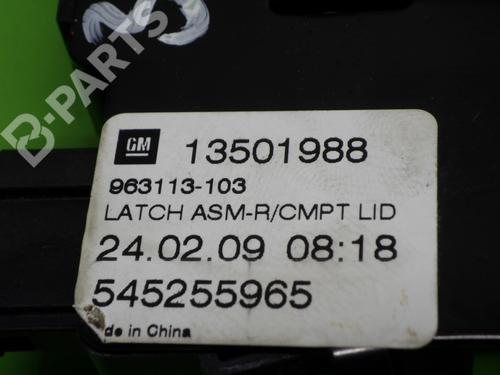 B-PARTS
GM 13501988
963113-103
LATCH ASM-R/CMPT LID
24.02.09 08:18
545255965
de in China